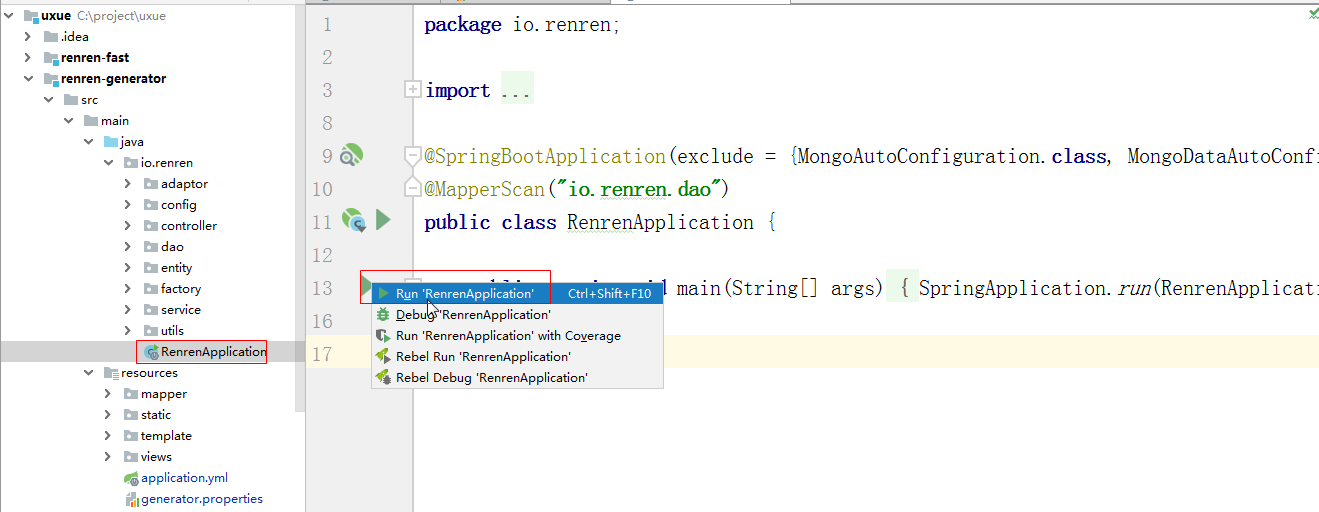 uxue C:\project\uxue
.idea
renren-fast
renren-generator
src
main
java
io.renren
adaptor
config
controller
dao
entity
factory
service
utils
RenrenApplication
resources
mapper
static
template
views
application.yml
generator.properties
1 package io.renren;
2
3 import ...
8
9 @SpringBootApplication(exclude = {MongoAutoConfiguration.class, MongoDataAutoConfi
10 @MapperScan("io.renren.dao")
11 public class RenrenApplication {
12
13 main(String[] args) { SpringApplication.run(RenrenApplicati
16
17
Run 'RenrenApplication' Ctrl+Shift+F10
Debug 'RenrenApplication'
Run 'RenrenApplication' with Coverage
Rebel Run 'RenrenApplication'
Rebel Debug 'RenrenApplication'